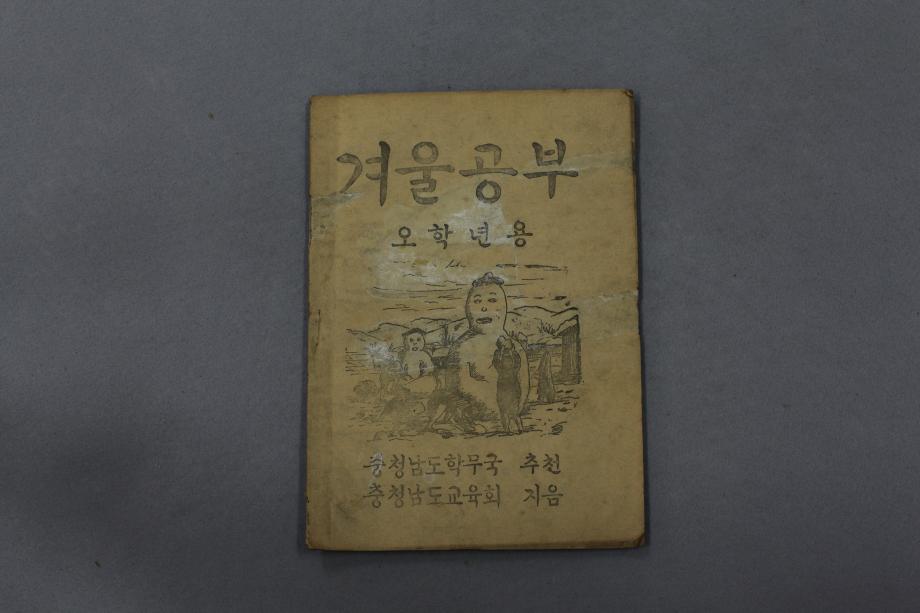 겨울공부
오학년용
충청남도학무국 추천
충청남도교육회 지음